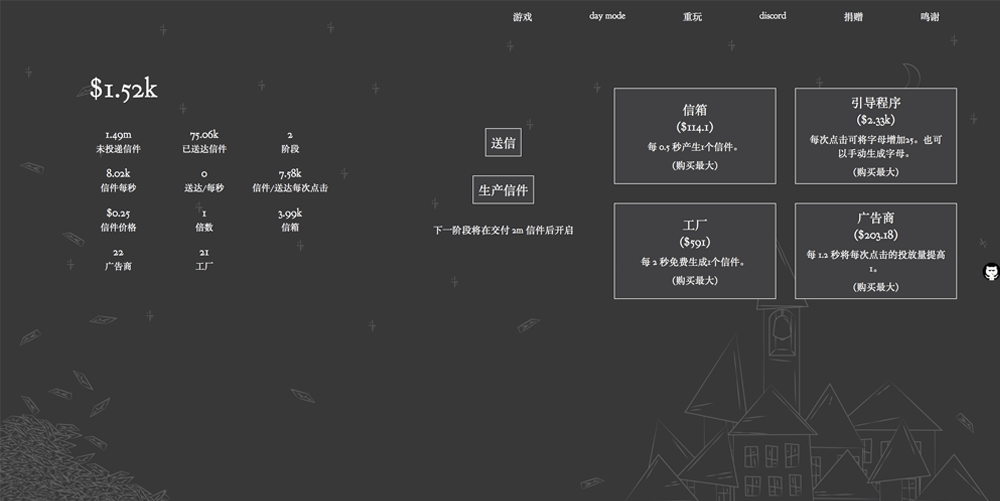 游戏 day mode 重玩 discord 捐赠 鸣谢
$1.52k
1.49m 75.06k 2
未投递信件 已送达信件 阶段
8.02k 0 7.58k
信件每秒 送达/每秒 信件/送达每次点击
$0.25 1 3.99k
信件价格 倍数 信箱
22 21
广告商 工厂
送信
生产信件
下一阶段将在交付 2m 信件后开启
信箱
($114.1)
每 0.5 秒产生1个信件。
(购买最大)
引导程序
($2.33k)
每次点击可将字母增加25。也可
以手动生成字母。
(购买最大)
工厂
($591)
每 2 秒免费生成1个信件。
(购买最大)
广告商
($203.18)
每 1.2 秒将每次点击的投放量提高
1。
(购买最大)